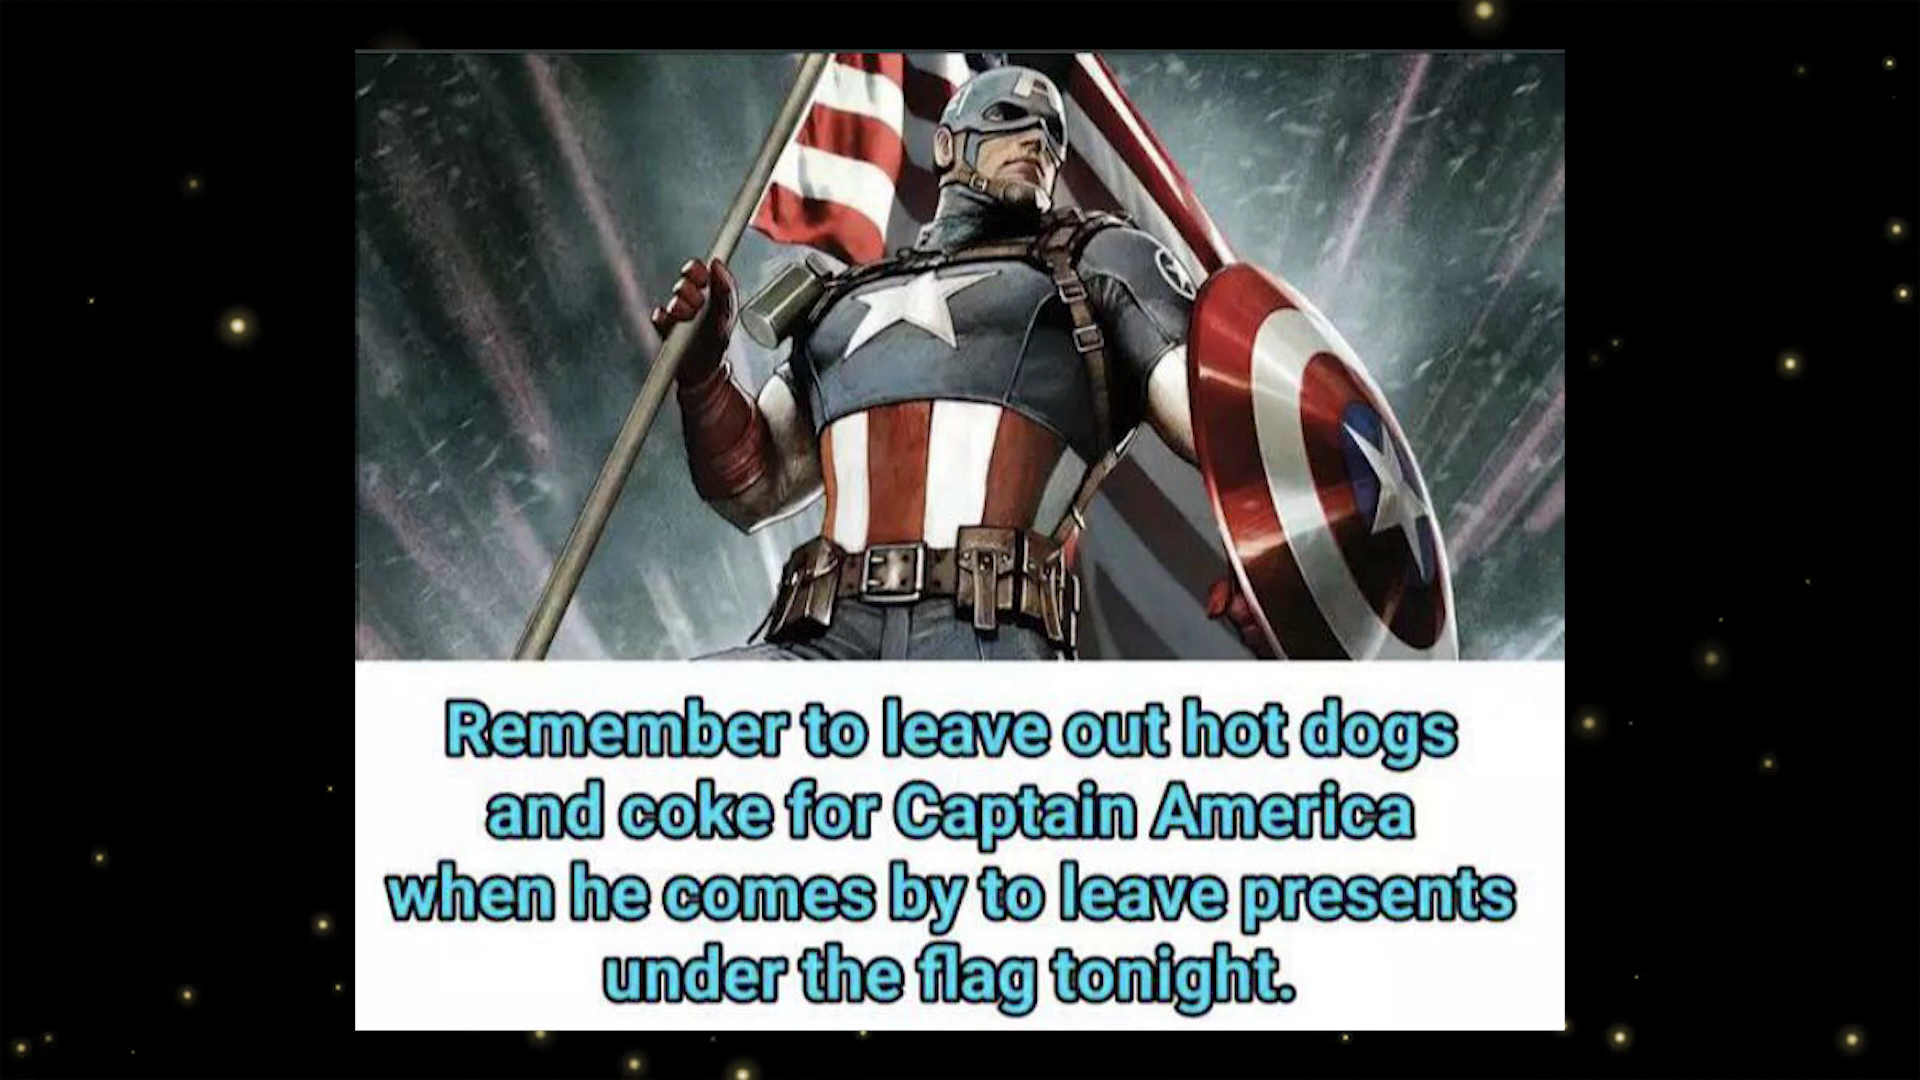 Remember to leave out hot dogs
and coke for Captain America
when he comes by to leave presents
under the flag tonight.